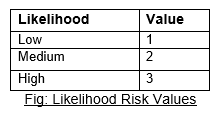 Likelihood Value
Low 1
Medium 2
High 3
Fig: Likelihood Risk Values